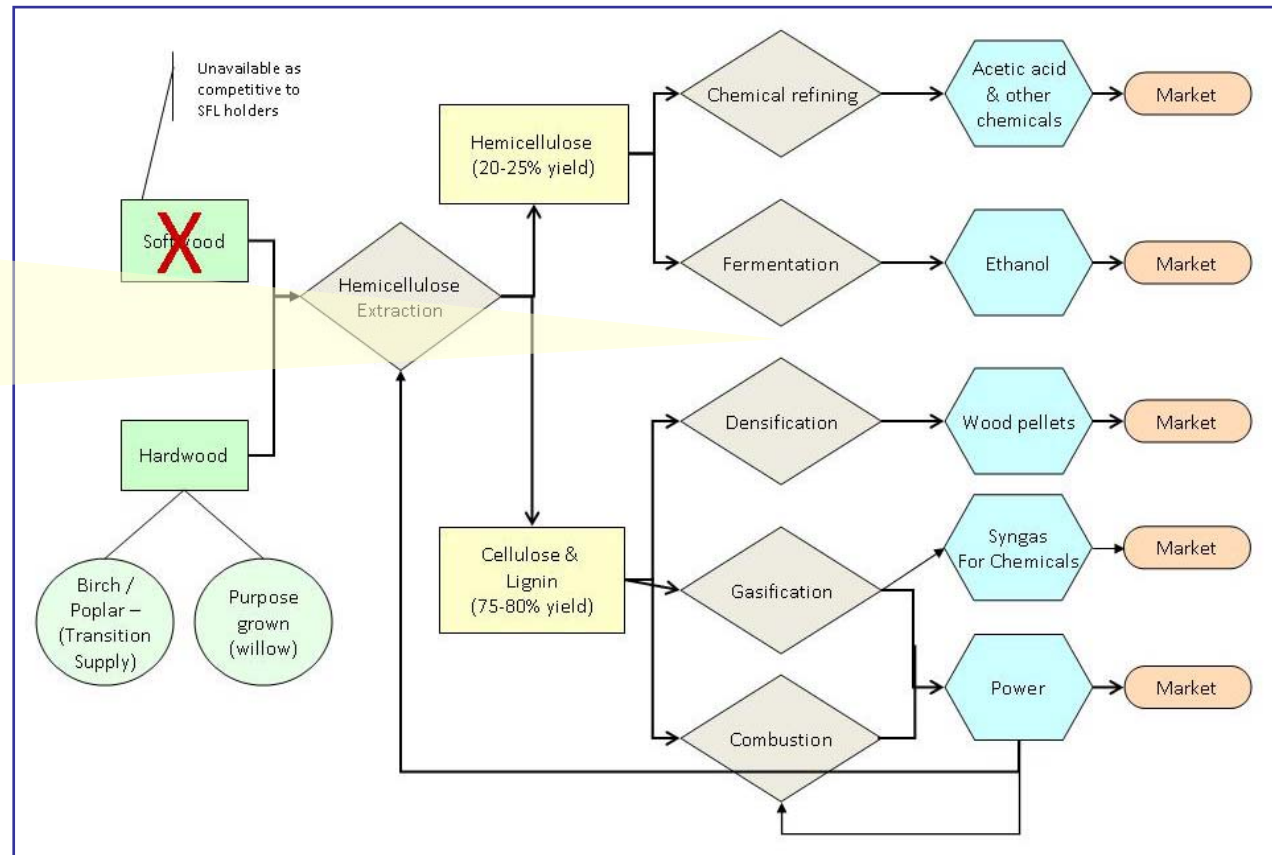 Unavailable as
competitive to
SFL holders
Softwood
X
Hardwood
Birch /
Poplar –
(Transition
Supply)
Purpose
grown
(willow)
Hemicellulose
Extraction
Hemicellulose
(20-25% yield)
Cellulose &
Lignin
(75-80% yield)
Chemical refining
Acetic acid
& other
chemicals
Market
Fermentation
Ethanol
Market
Densification
Wood pellets
Market
Gasification
Syngas
For Chemicals
Market
Combustion
Power
Market